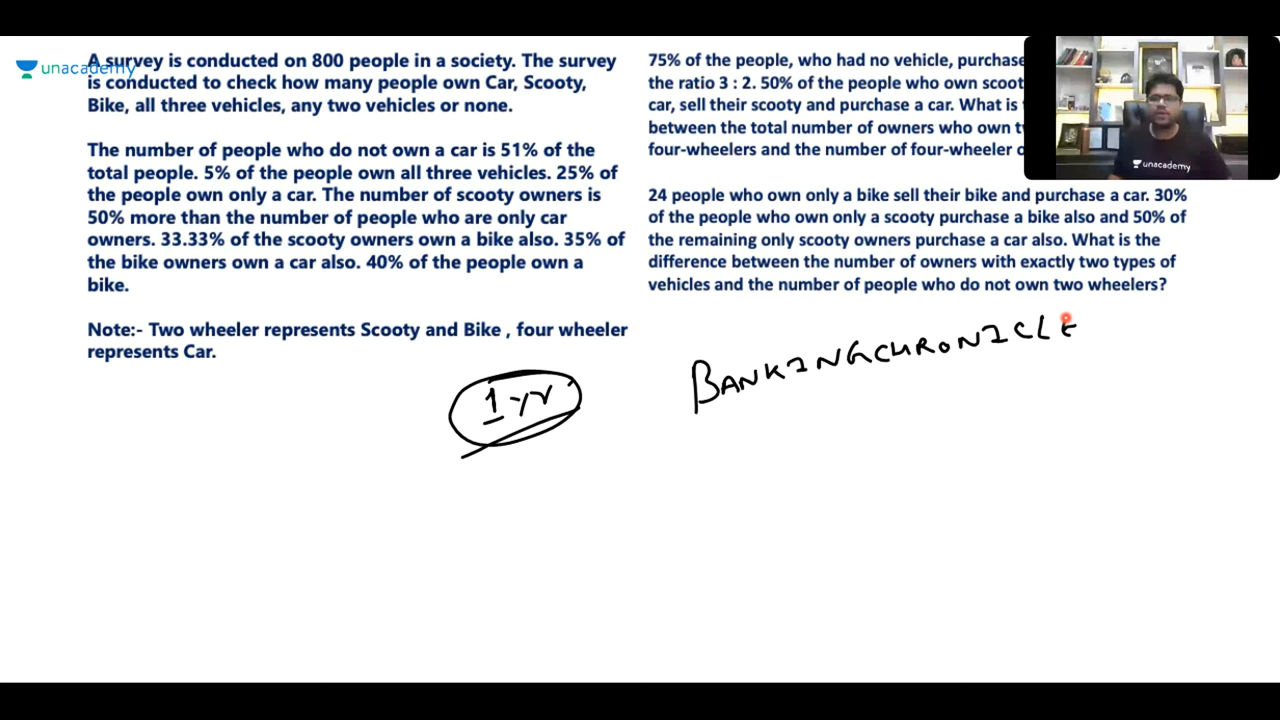 unacademy
A survey is conducted on 800 people in a society. The survey
is conducted to check how many people own Car, Scooty,
Bike, all three vehicles, any two vehicles or none.
The number of people who do not own a car is 51% of the
total people. 5% of the people own all three vehicles. 25% of
the people own only a car. The number of scooty owners is
50% more than the number of people who are only car
owners. 33.33% of the scooty owners own a bike also. 35% of
the bike owners own a car also. 40% of the people own a
bike.
Note:- Two wheeler represents Scooty and Bike , four wheeler
represents Car.
75% of the people, who had no vehicle, purchase
the ratio 3 : 2. 50% of the people who own scoot
car, sell their scooty and purchase a car. What is
between the total number of owners who own
four-wheelers and the number of four-wheeler
24 people who own only a bike sell their bike and purchase a car. 30%
of the people who own only a scooty purchase a bike also and 50% of
the remaining only scooty owners purchase a car also. What is the
difference between the number of owners with exactly two types of
vehicles and the number of people who do not own two wheelers?
unacademy
1 yr
BANKINGCHRONICLE